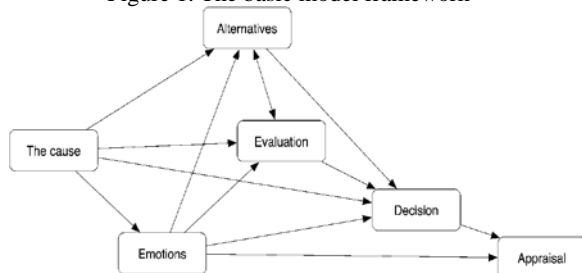 Figure 1. The basic model framework
Alternatives
Evaluation
The cause
Decision
Emotions
Appraisal